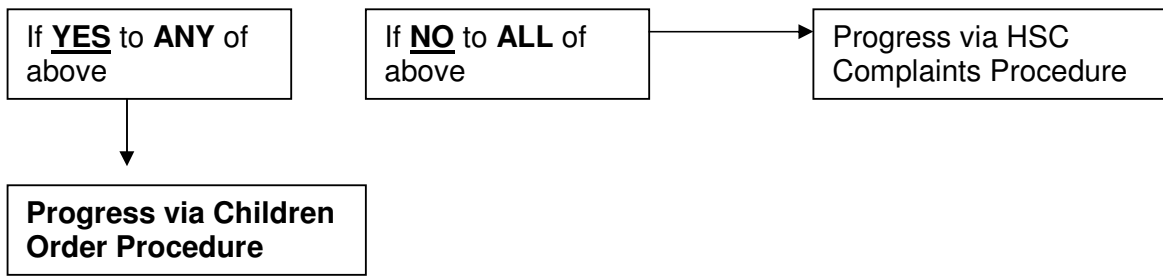 If YES to ANY of
above
If NO to ALL of
above
Progress via HSC
Complaints Procedure
Progress via Children
Order Procedure